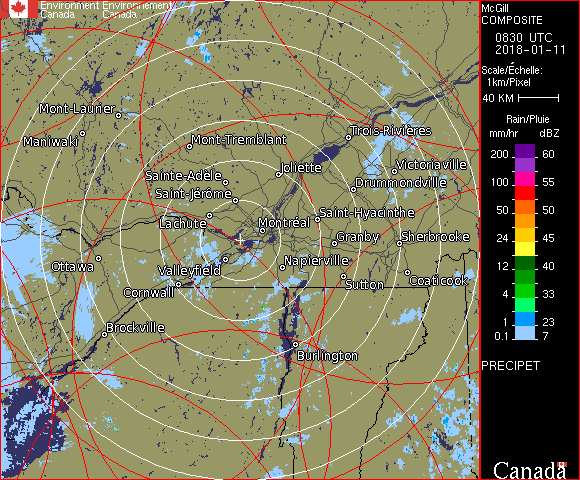 Environment Environnement
Canada Canada
McGill
COMPOSITE
0830 UTC
2018-01-11
Scale/Échelle:
1km/Pixel
40 KM
Rain/Pluie
mm/hr dBZ
200 60
100 55
50 50
24 45
12 40
4 33
1 23
0.1 7
PRECIPET
Canada
Mont-Laurier
Maniwaki
Mont-Tremblant
Trois-Rivières
Joliette
Victoriaville
Sainte-Adèle
Drummondville
Saint-Jérôme
Saint-Hyacinthe
Lachute
Montréal
Granby
Sherbrooke
Ottawa
Valleyfield
Napierville
Cornwall
Sutton
Coaticook
Brockville
Burlington